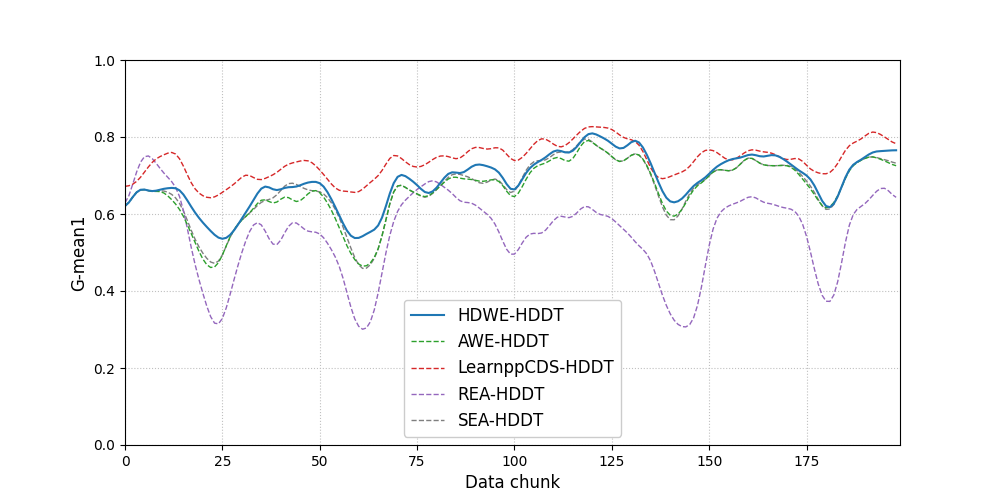 1.0
0.8
0.6
0.4
0.2
0.0
G-mean1
0 25 50 75 100 125 150 175
Data chunk
HDWE-HDDT
AWE-HDDT
LearnppCDS-HDDT
REA-HDDT
SEA-HDDT